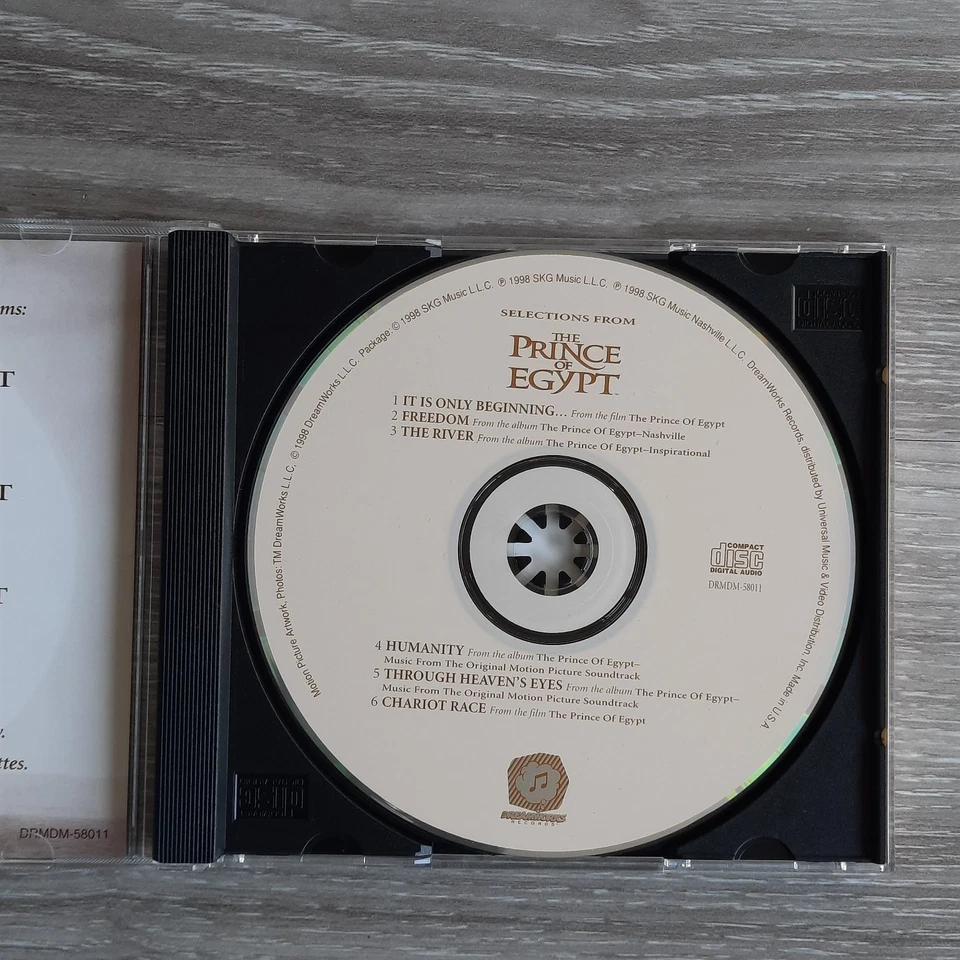 ms:
T
T
T
.
ttes.
DRMDM-58011
Motion Picture Artwork, Photos: TM DreamWorks L.L.C. © 1998 DreamWorks L.L.C. Package © 1998 SKG Music L.L.C. ℗ 1998 SKG Music L.L.C. ℗ 1998 SKG Music Nashville L.L.C. DreamWorks Records, distributed by Universal Music & Video Distribution, Inc. Made in U.S.A
SELECTIONS FROM
THE
PRINCE
OF
EGYPT™
1 IT IS ONLY BEGINNING... From the film The Prince Of Egypt
2 FREEDOM From the album The Prince Of Egypt–Nashville
3 THE RIVER From the album The Prince Of Egypt–Inspirational
COMPACT
disc
DIGITAL AUDIO
DRMDM-58011
4 HUMANITY From the album The Prince Of Egypt–
Music From The Original Motion Picture Soundtrack
5 THROUGH HEAVEN'S EYES From the album The Prince Of Egypt–
Music From The Original Motion Picture Soundtrack
6 CHARIOT RACE From the film The Prince Of Egypt
DREAMWORKS
RECORDS
COMPACT
disc
DIGITAL AUDIO